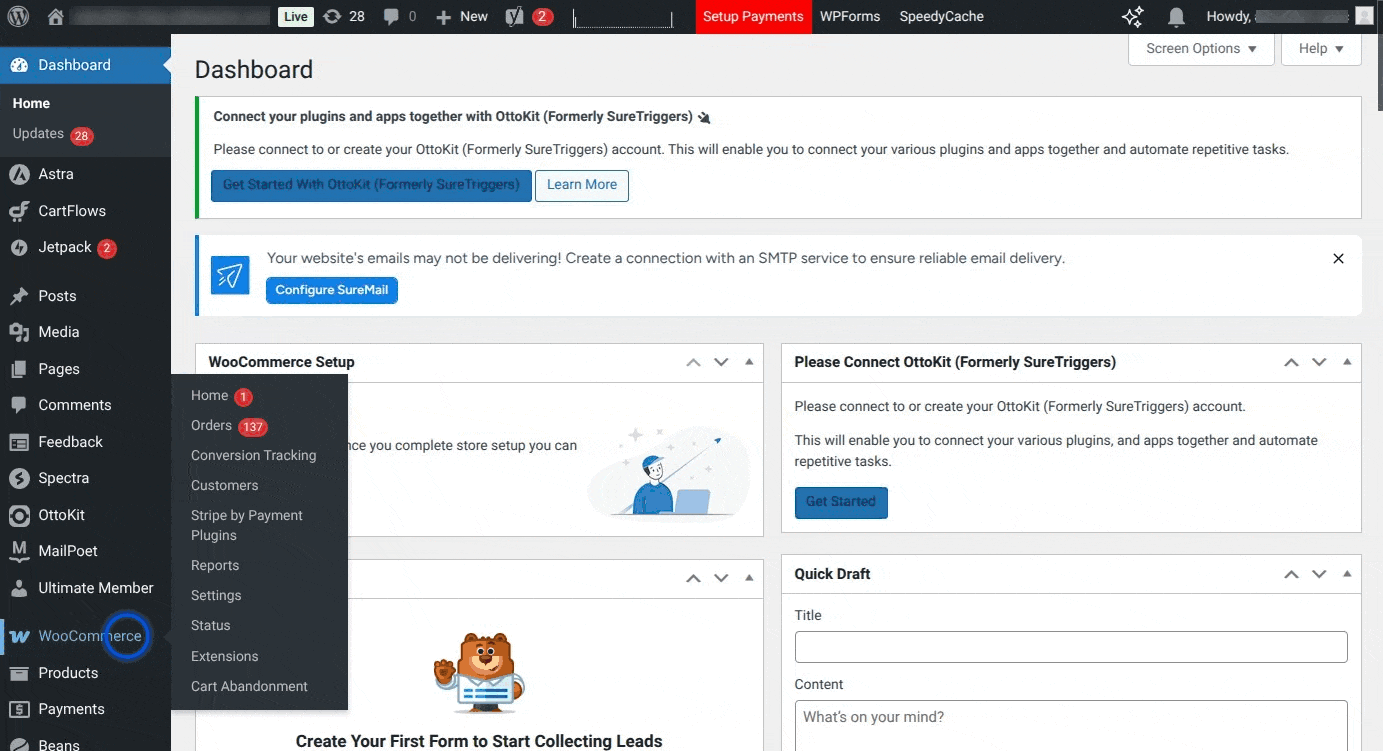 Live 28 0 New 2 Setup Payments WPForms SpeedyCache Howdy,
Dashboard
Home
Updates 28
Astra
CartFlows
Jetpack 2
Posts
Media
Pages
Comments
Feedback
Spectra
OttoKit
MailPoet
Ultimate Member
WooCommerce
Products
Payments
Beans
Home 1
Orders 137
Conversion Tracking
Customers
Stripe by Payment
Plugins
Reports
Settings
Status
Extensions
Cart Abandonment
Screen Options
Help
Dashboard
Connect your plugins and apps together with OttoKit (Formerly SureTriggers)
Please connect to or create your OttoKit (Formerly SureTriggers) account. This will enable you to connect your various plugins and apps together and automate repetitive tasks.
Get Started With OttoKit (Formerly SureTriggers)
Learn More
Your website's emails may not be delivering! Create a connection with an SMTP service to ensure reliable email delivery.
Configure SureMail
WooCommerce Setup
you complete store setup you can
Create Your First Form to Start Collecting Leads
Please Connect OttoKit (Formerly SureTriggers)
Please connect to or create your OttoKit (Formerly SureTriggers) account.
This will enable you to connect your various plugins, and apps together and automate
repetitive tasks.
Get Started
Quick Draft
Title
Content
What's on your mind?